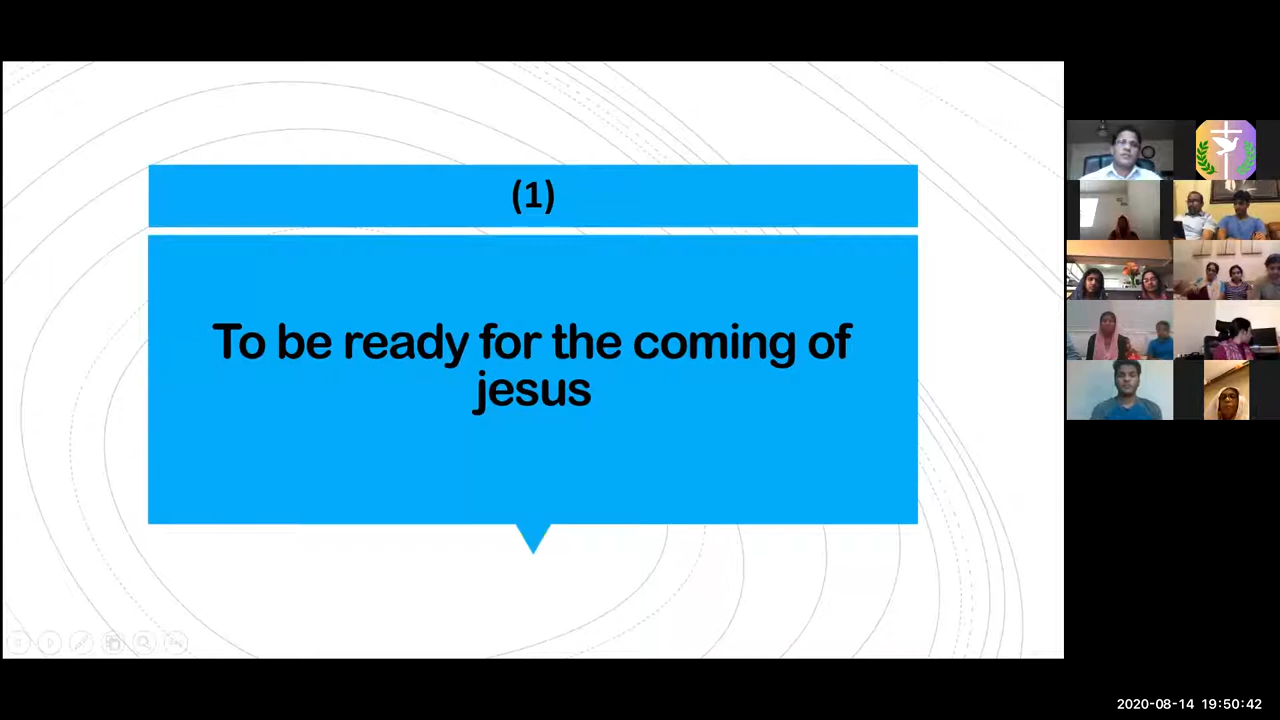 (1)
To be ready for the coming of
jesus
2020-08-14 19:50:42